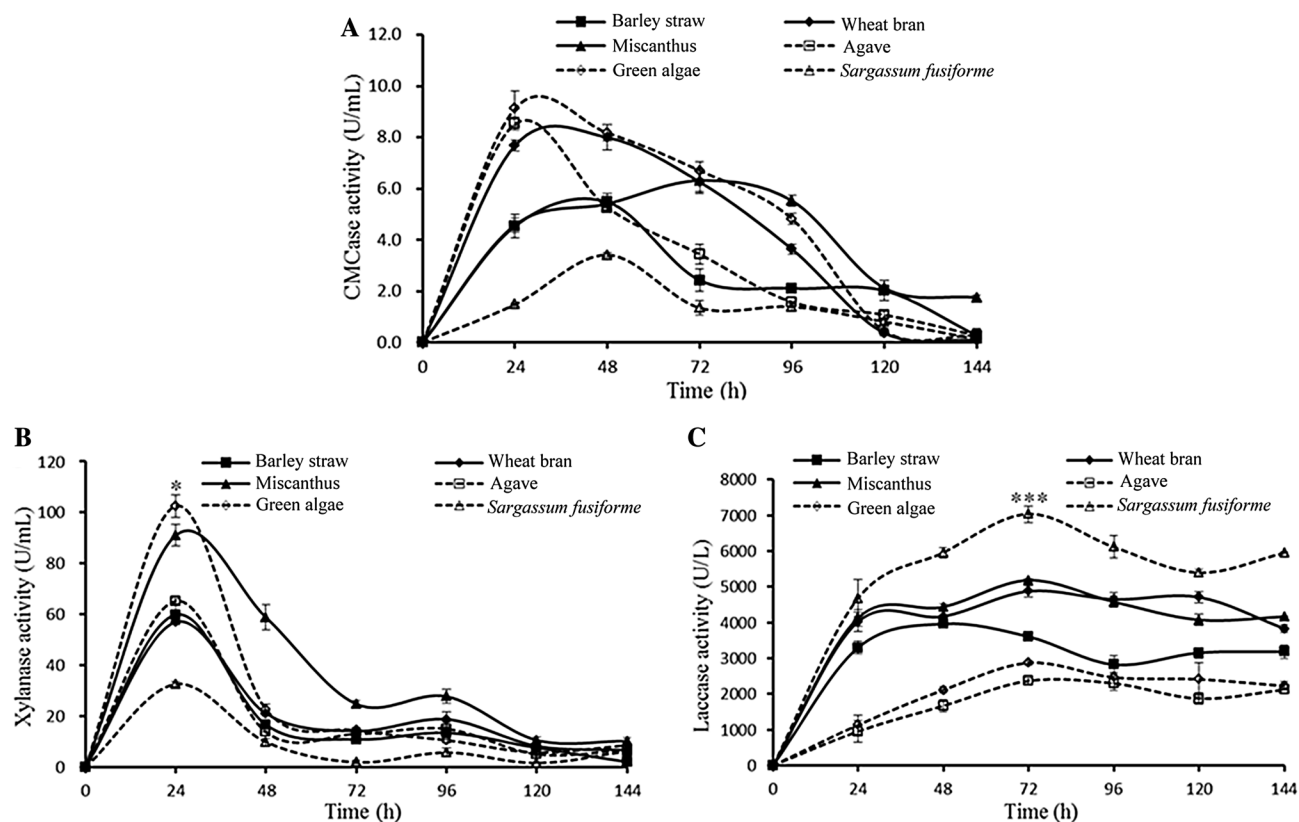 A
Barley straw
Wheat bran
Miscanthus
Agave
Green algae
Sargassum fusiforme
CMCase activity (U/mL)
12.0
10.0
8.0
6.0
4.0
2.0
0.0
0 24 48 72 96 120 144
Time (h)
B
Barley straw
Wheat bran
Miscanthus
Agave
Green algae
Sargassum fusiforme
*
Xylanase activity (U/mL)
120
100
80
60
40
20
0
0 24 48 72 96 120 144
Time (h)
C
Barley straw
Wheat bran
Miscanthus
Agave
Green algae
Sargassum fusiforme
***
Laccase activity (U/L)
8000
7000
6000
5000
4000
3000
2000
1000
0
0 24 48 72 96 120 144
Time (h)